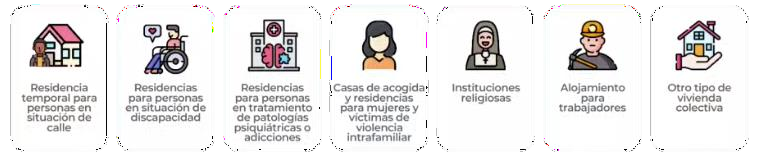 Residencia
temporal para
personas en
situación de
calle
Residencias
para personas
en situación de
discapacidad
Residencias
para personas
en tratamiento
de patologías
psiquiátricas o
adicciones
Casas de acogida
y residencias
para mujeres y
víctimas de
violencia
intrafamiliar
Instituciones
religiosas
Alojamiento
para
trabajadores
Otro tipo de
vivienda
colectiva